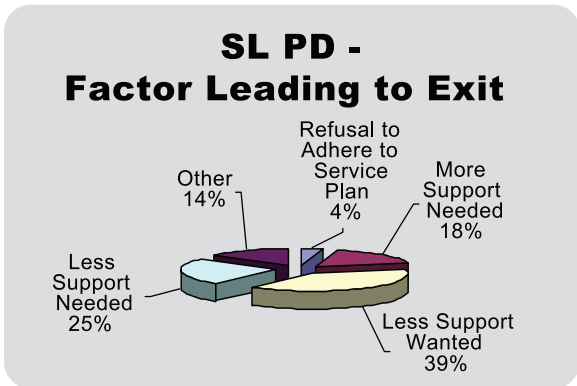 SL PD -
Factor Leading to Exit
Refusal to
Adhere to
Service
Plan
4%
More
Support
Needed
18%
Other
14%
Less
Support
Needed
25%
Less Support
Wanted
39%